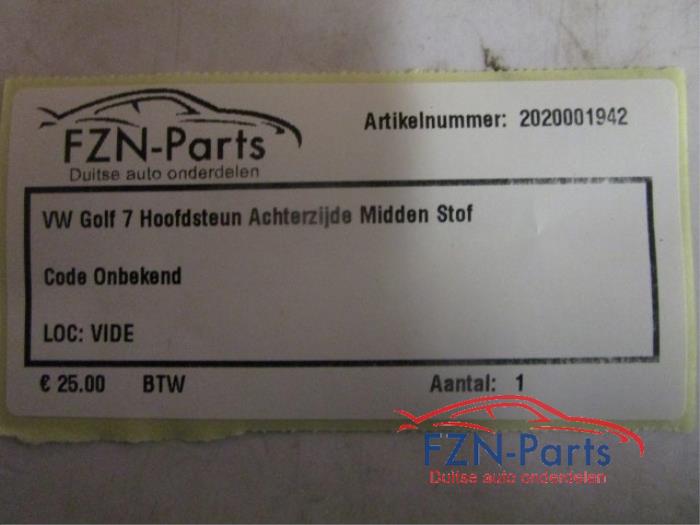 FZN-Parts
Duitse auto onderdelen
Artikelnummer: 2020001942
VW Golf 7 Hoofdsteun Achterzijde Midden Stof
Code Onbekend
LOC: VIDE
€ 25.00 BTW Aantal: 1
FZN-Parts
Duitse auto onderdelen